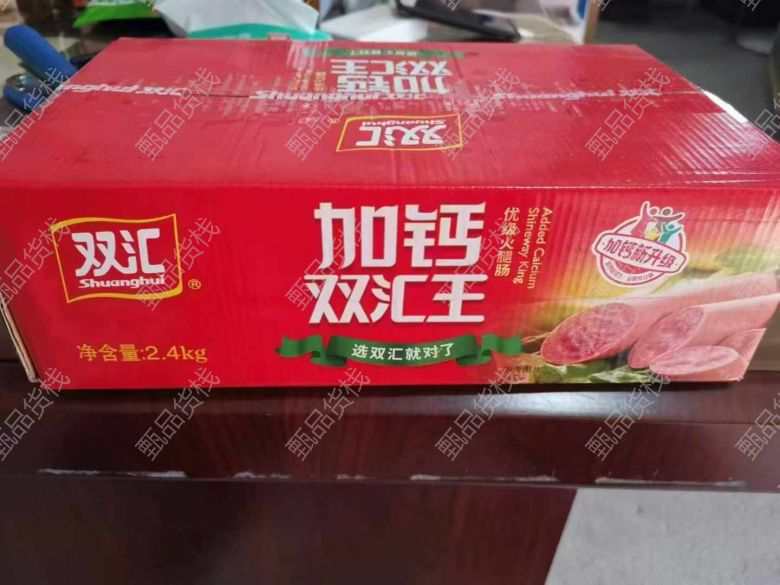 加钙
双汇王
双汇
Shuanghui
双汇
Shuanghui
®
净含量:2.4kg
加钙
双汇王
选双汇就对了
优级火腿肠
Added Calcium
Shineway King
加钙新升级
甄品货栈